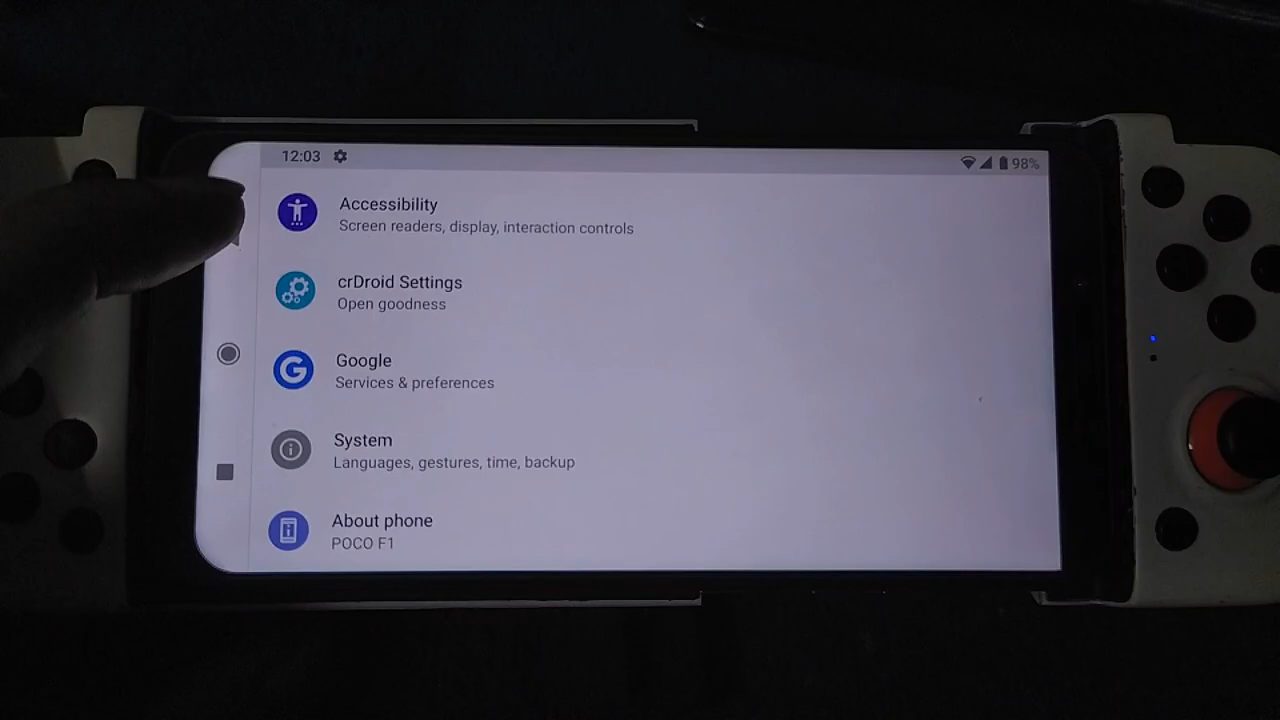 12:03
98%
Accessibility
Screen readers, display, interaction controls
crDroid Settings
Open goodness
Google
Services & preferences
System
Languages, gestures, time, backup
About phone
POCO F1